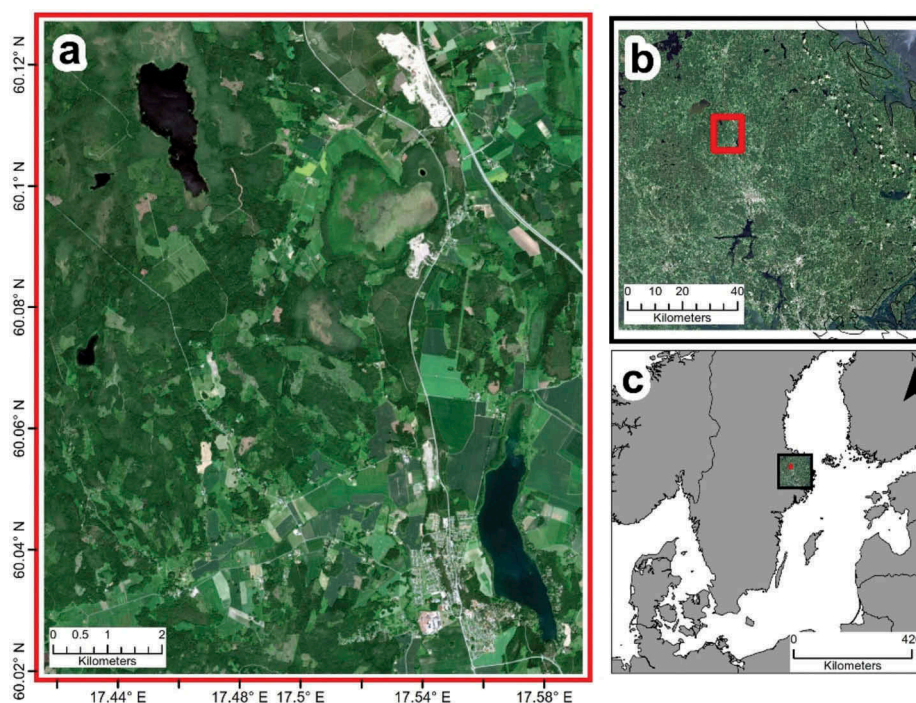 a
60.12° N
60.1° N
60.08° N
60.06° N
60.04° N
60.02° N
0 0.5 1 2
Kilometers
17.44° E
17.48° E
17.5° E
17.54° E
17.58° E
b
0 10 20 40
Kilometers
c
0 420
Kilometers